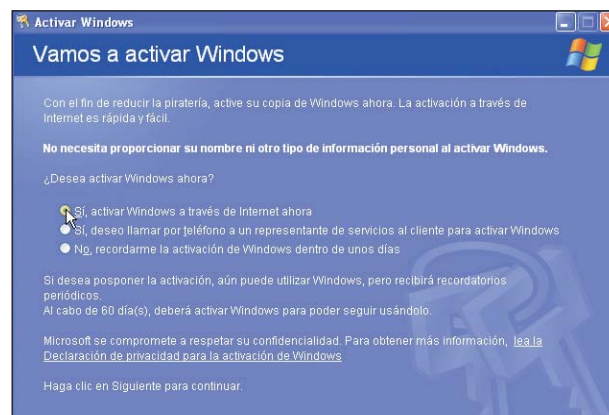 Activar Windows
Vamos a activar Windows
Con el fin de reducir la piratería, active su copia de Windows ahora. La activación a través de
Internet es rápida y fácil.
No necesita proporcionar su nombre ni otro tipo de información personal al activar Windows.
¿Desea activar Windows ahora?
Sí, activar Windows a través de Internet ahora
Sí, deseo llamar por teléfono a un representante de servicios al cliente para activar Windows
No, recordarme la activación de Windows dentro de unos días
Si desea posponer la activación, aún puede utilizar Windows, pero recibirá recordatorios
periódicos.
Al cabo de 60 día(s), deberá activar Windows para poder seguir usándolo.
Microsoft se compromete a respetar su confidencialidad. Para obtener más información, lea la
Declaración de privacidad para la activación de Windows
Haga clic en Siguiente para continuar.